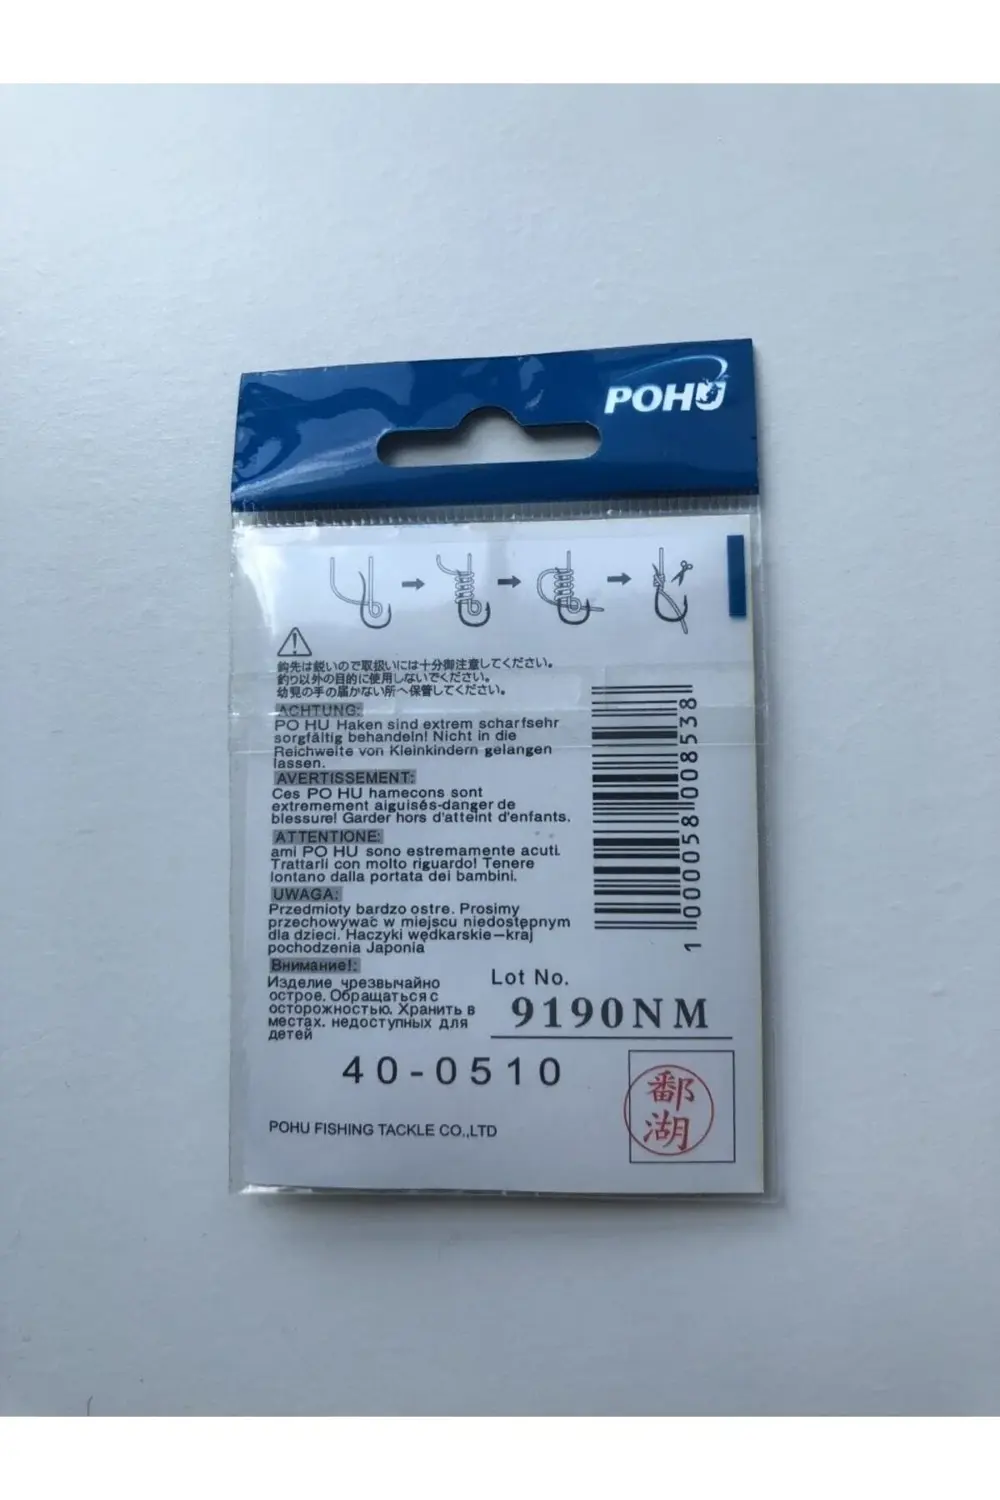 POHU
鈎先は鋭いので取扱いには十分御注意してください。
釣り以外の目的に使用しないでください。
幼児の手の届かない所へ保管してください。
ACHTUNG:
PO HU Haken sind extrem scharfsehr
sorgfältig behandeln! Nicht in die
Reichweite von Kleinkindern gelangen
lassen.
AVERTISSEMENT:
Ces PO HU hamecons sont
extremement aiguisés-danger de
blessure! Garder hors d'atteint d'enfants.
ATTENTIONE:
ami PO HU sono estremamente acuti.
Trattarli con molto riguardo! Tenere
lontano dalla portata dei bambini.
UWAGA:
Przedmioty bardzo ostre. Prosimy
przechowywać w miejscu niedostępnym
dla dzieci. Haczyki wędkarskie—kraj
pochodzenia Japonia
Внимание!:
Изделие чрезвычайно
острое. Обращаться с
осторожностью. Хранить в
местах. недоступных для
детей
1000058008538
Lot No.
9190NM
40-0510
POHU FISHING TACKLE CO.,LTD
鄱
湖